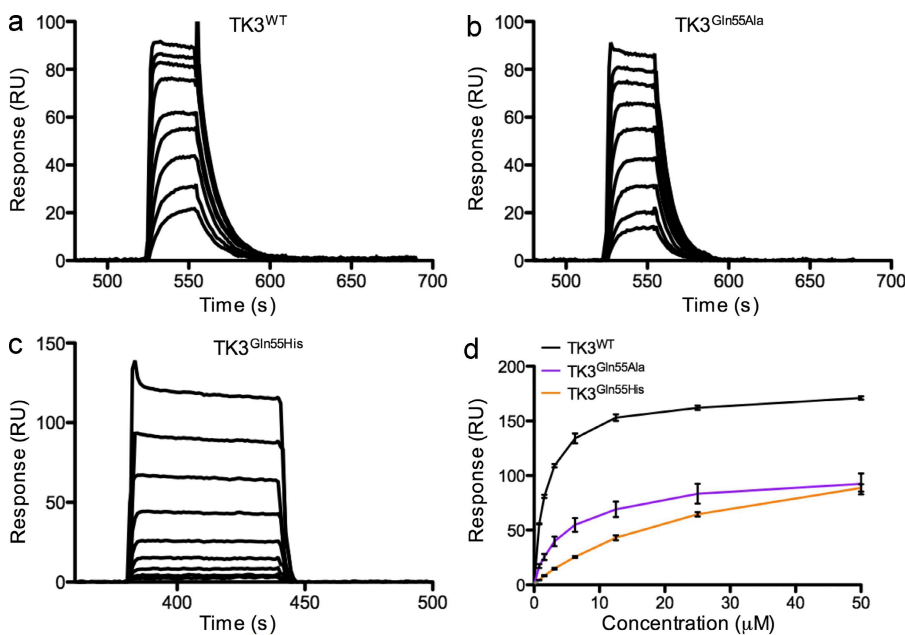 a
TK3WT
Response (RU)
100
80
60
40
20
0
500
550
600
650
700
Time (s)
b
TK3Gln55Ala
Response (RU)
100
80
60
40
20
0
500
550
600
650
700
Time (s)
c
TK3Gln55His
Response (RU)
150
100
50
0
400
450
500
Time (s)
d
TK3WT
TK3Gln55Ala
TK3Gln55His
Response (RU)
200
150
100
50
0
0
10
20
30
40
50
Concentration (μM)